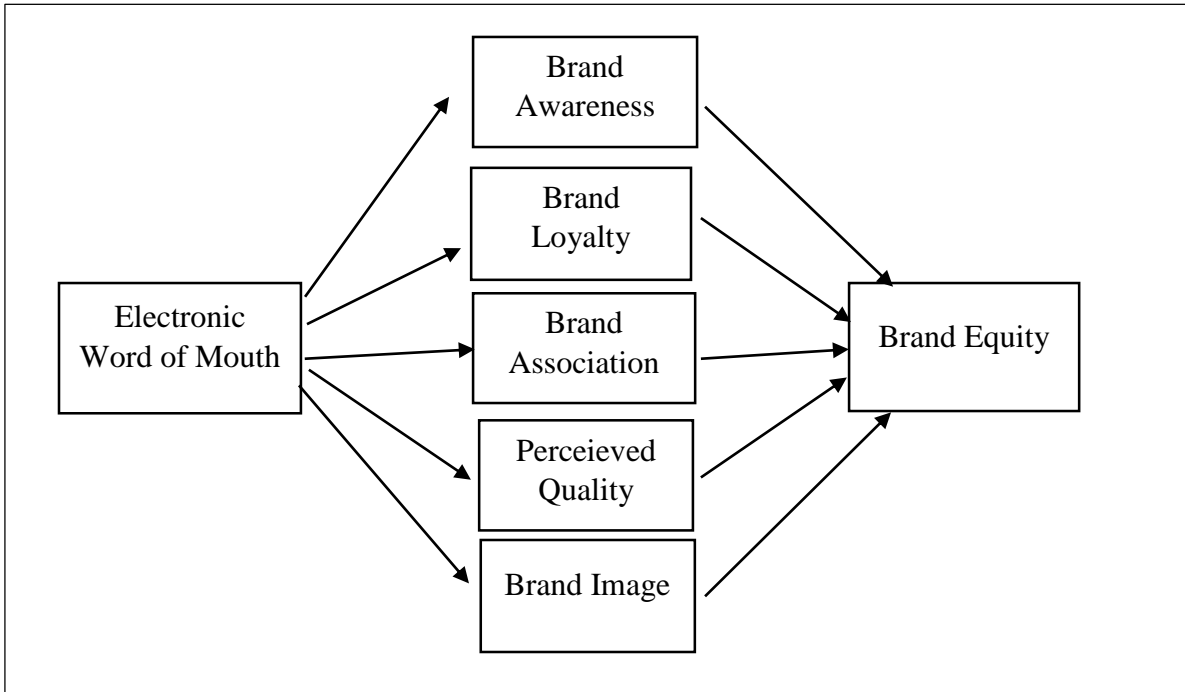 Brand
Awareness
Brand
Loyalty
Electronic
Word of Mouth
Brand
Association
Brand Equity
Perceieved
Quality
Brand Image